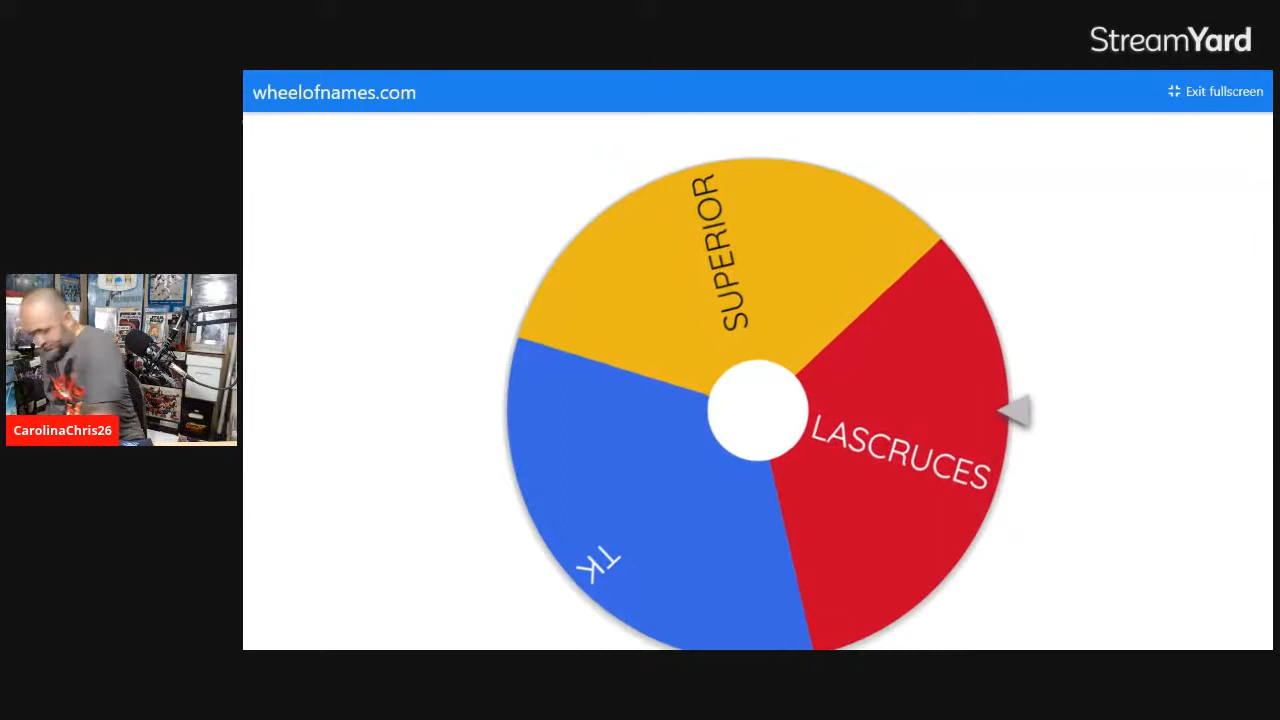 StreamYard
wheelofnames.com
Exit fullscreen
SUPERIOR
LASCRUCES
TK
CarolinaChris26